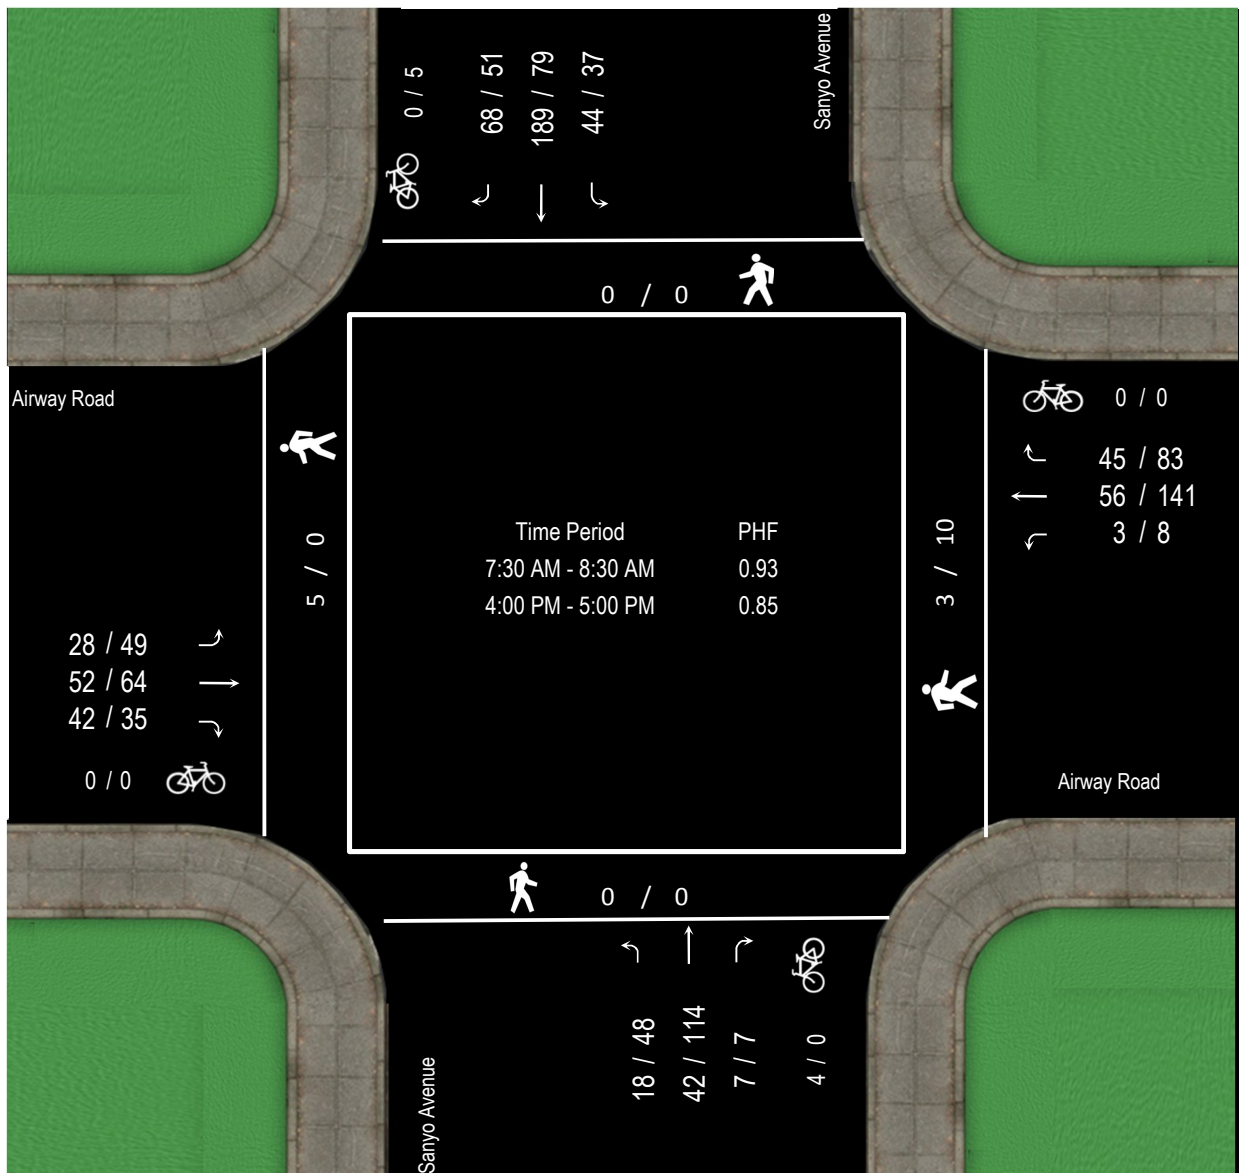 0 / 5
68 / 51
189 / 79
44 / 37
Sanyo Avenue
0 / 0
Airway Road
0 / 0
45 / 83
56 / 141
3 / 8
5 / 0
Time Period PHF
7:30 AM - 8:30 AM 0.93
4:00 PM - 5:00 PM 0.85
3 / 10
28 / 49
52 / 64
42 / 35
0 / 0
Airway Road
0 / 0
Sanyo Avenue
18 / 48
42 / 114
7 / 7
4 / 0